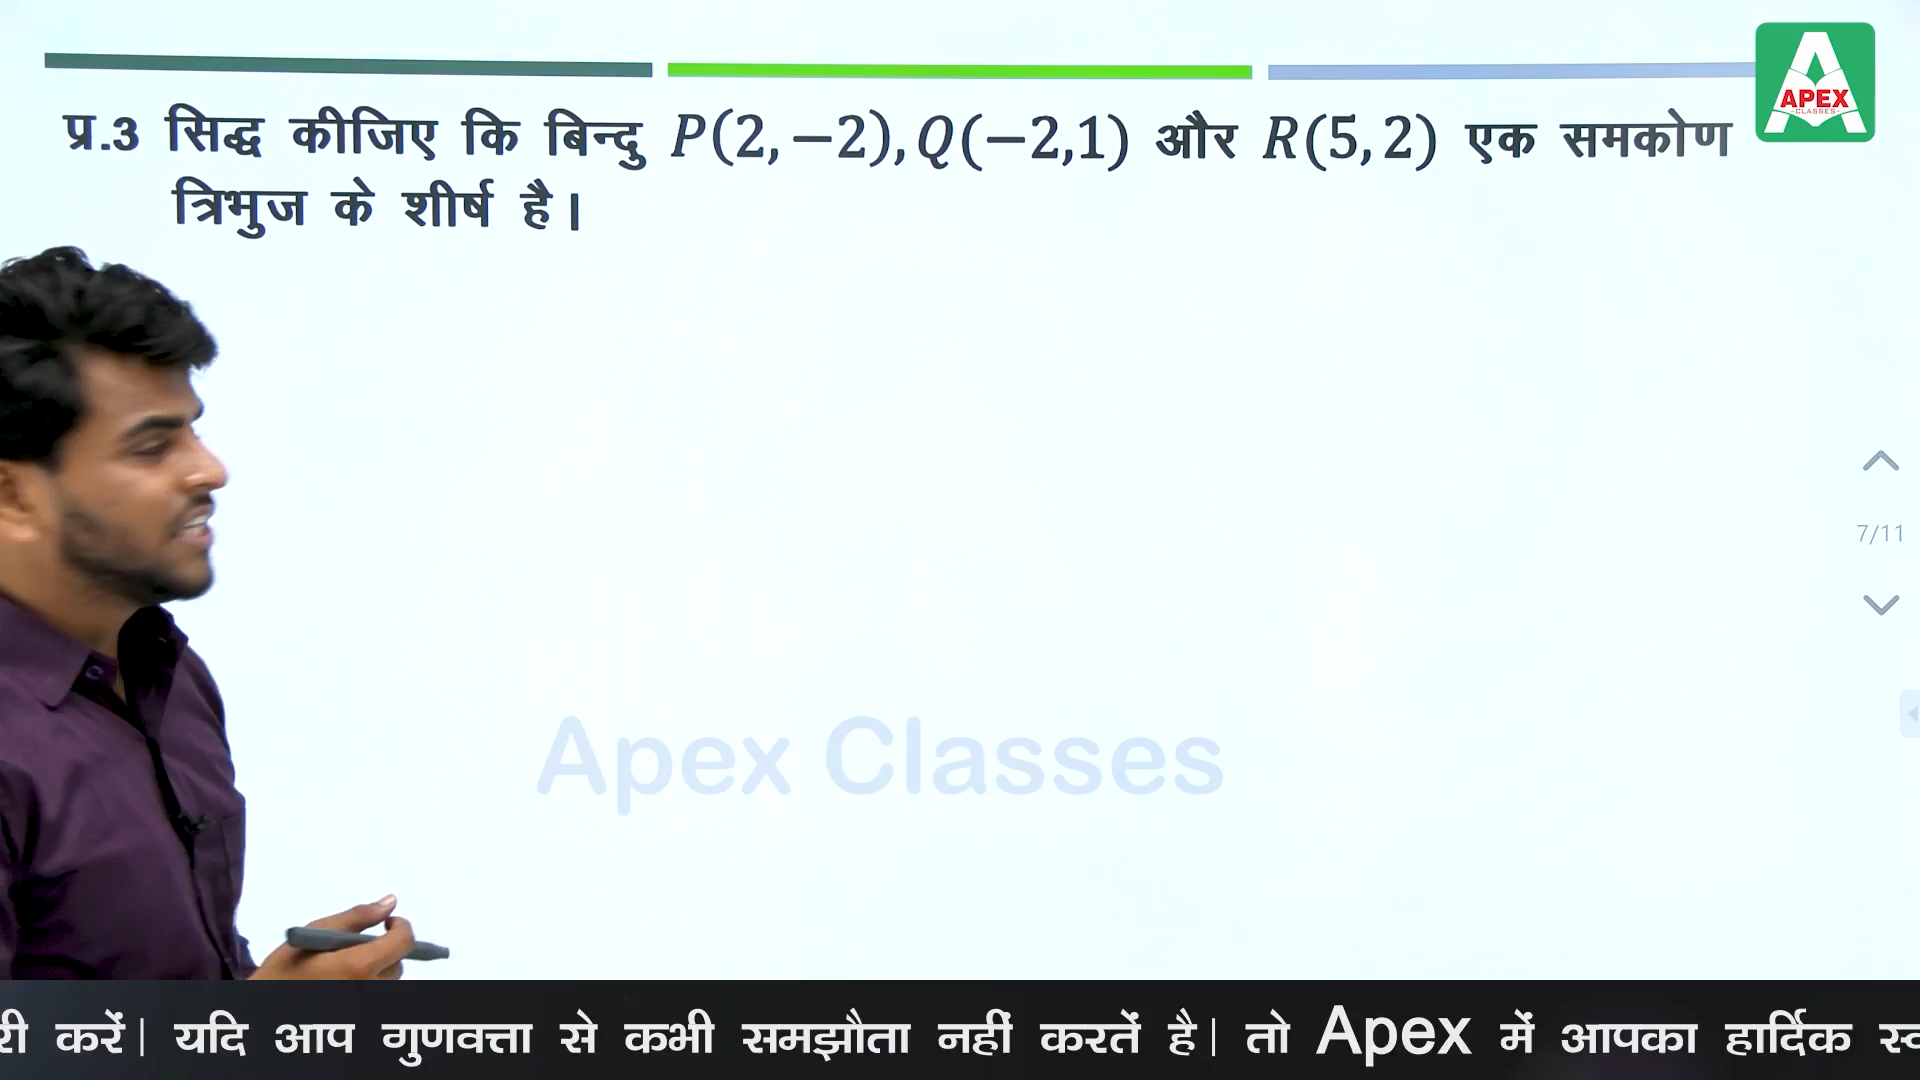 प्र.3 सिद्ध कीजिए कि बिन्दु P(2,−2),Q(−2,1) और R(5,2) एक समकोण
त्रिभुज के शीर्ष है।
APEX
CLASSES
7/11
Apex Classes
री करें। यदि आप गुणवत्ता से कभी समझौता नहीं करतें है। तो Apex में आपका हार्दिक